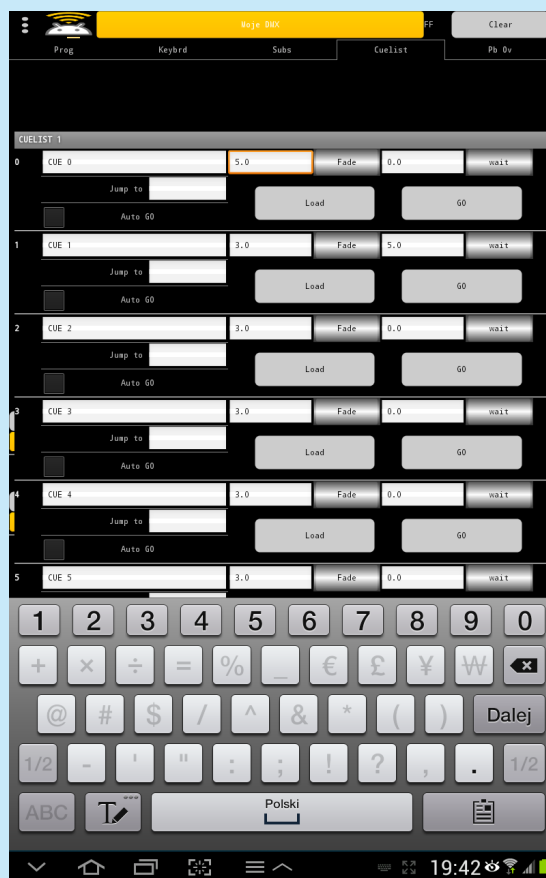 Moje DMX FF Clear
Prog Keybrd Subs Cuelist Pb Ov
CUELIST 1
0 CUE 0 5.0 Fade 0.0 wait
Jump to
Load GO
Auto GO
1 CUE 1 3.0 Fade 5.0 wait
Jump to
Load GO
Auto GO
2 CUE 2 3.0 Fade 0.0 wait
Jump to
Load GO
Auto GO
3 CUE 3 3.0 Fade 0.0 wait
Jump to
Load GO
Auto GO
4 CUE 4 3.0 Fade 0.0 wait
Jump to
Load GO
Auto GO
5 CUE 5 3.0 Fade 0.0 wait
1 2 3 4 5 6 7 8 9 0
+ × ÷ = % _ € £ ¥ ₩
@ # $ / ^ & * ( ) Dalej
1/2 - ' " : ; ! ? , . 1/2
ABC T Polski
19:42